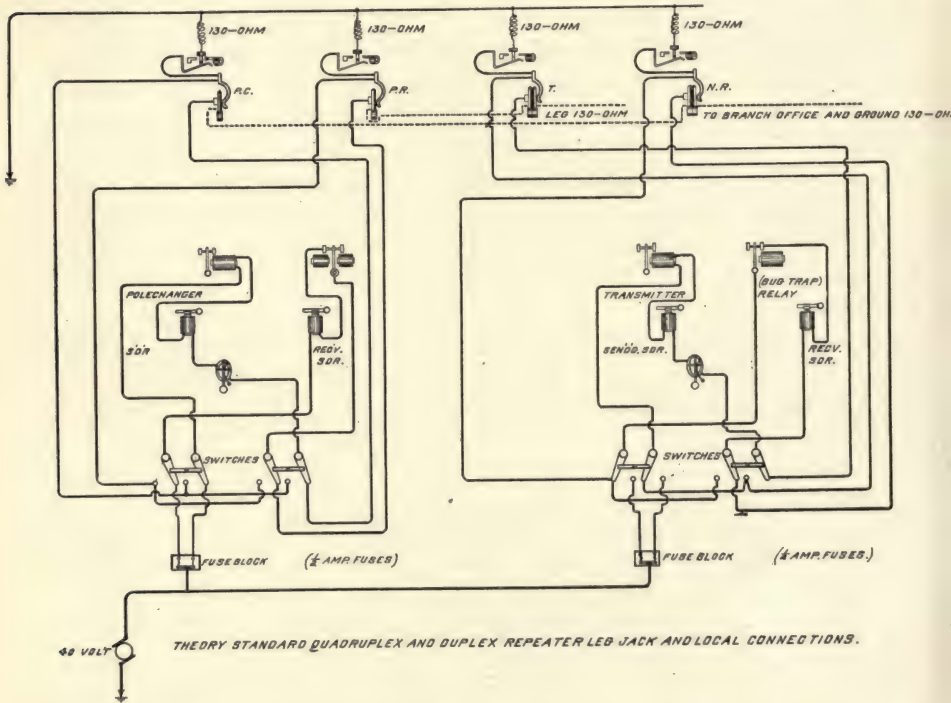 130-OHM
130-OHM
130-OHM
130-OHM
P.C.
P.R.
T.
N.R.
LEG 130-OHM
TO BRANCH OFFICE AND GROUND 130-OH
POLECHANGER
TRANSMITTER
(BUG TRAP)
RELAY
SDR
RECV.
SDR.
SENDG. SDR.
RECV.
SDR.
SWITCHES
SWITCHES
FUSE BLOCK
(½ AMP. FUSES)
FUSE BLOCK
(½ AMP. FUSES.)
40 VOLT
THEORY STANDARD QUADRUPLEX AND DUPLEX REPEATER LEG JACK AND LOCAL CONNECTIONS.